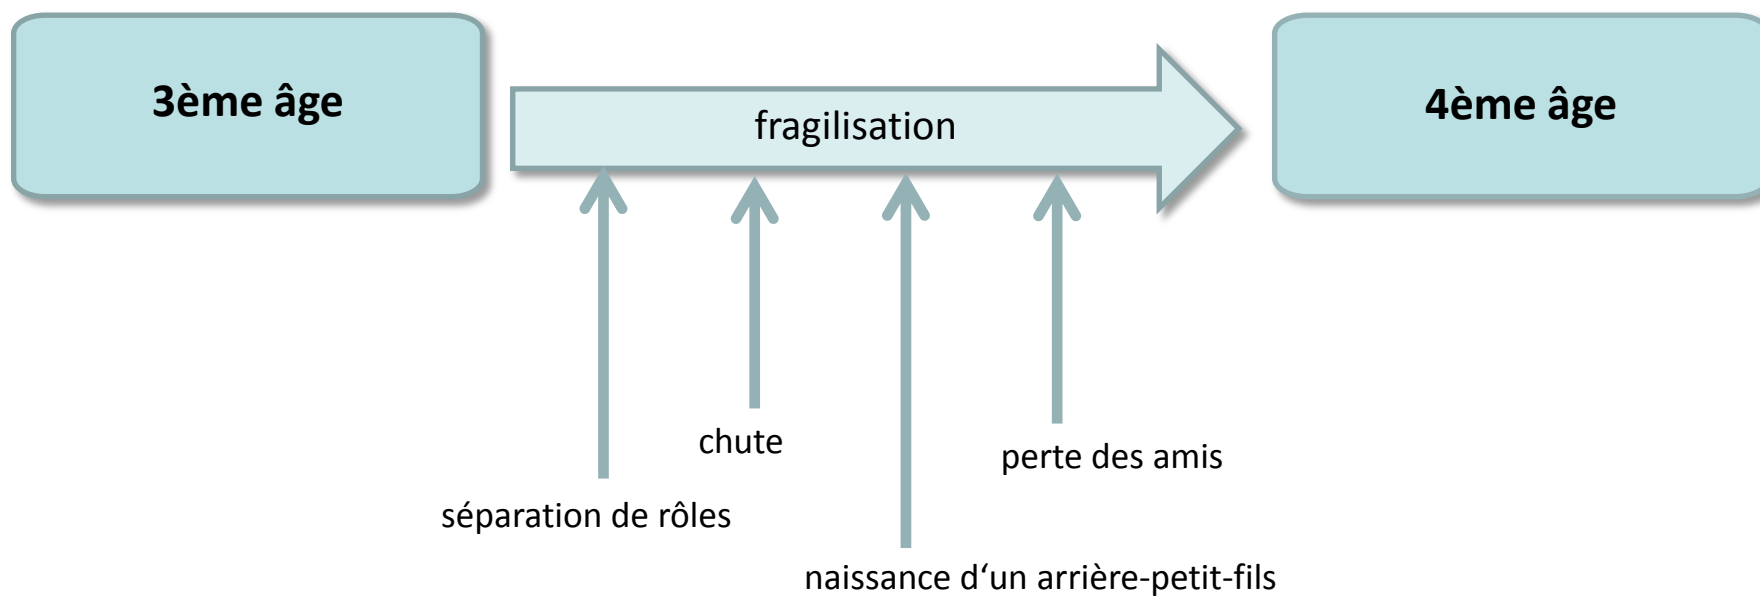 3ème âge
fragilisation
4ème âge
chute
perte des amis
séparation de rôles
naissance d‘un arrière-petit-fils